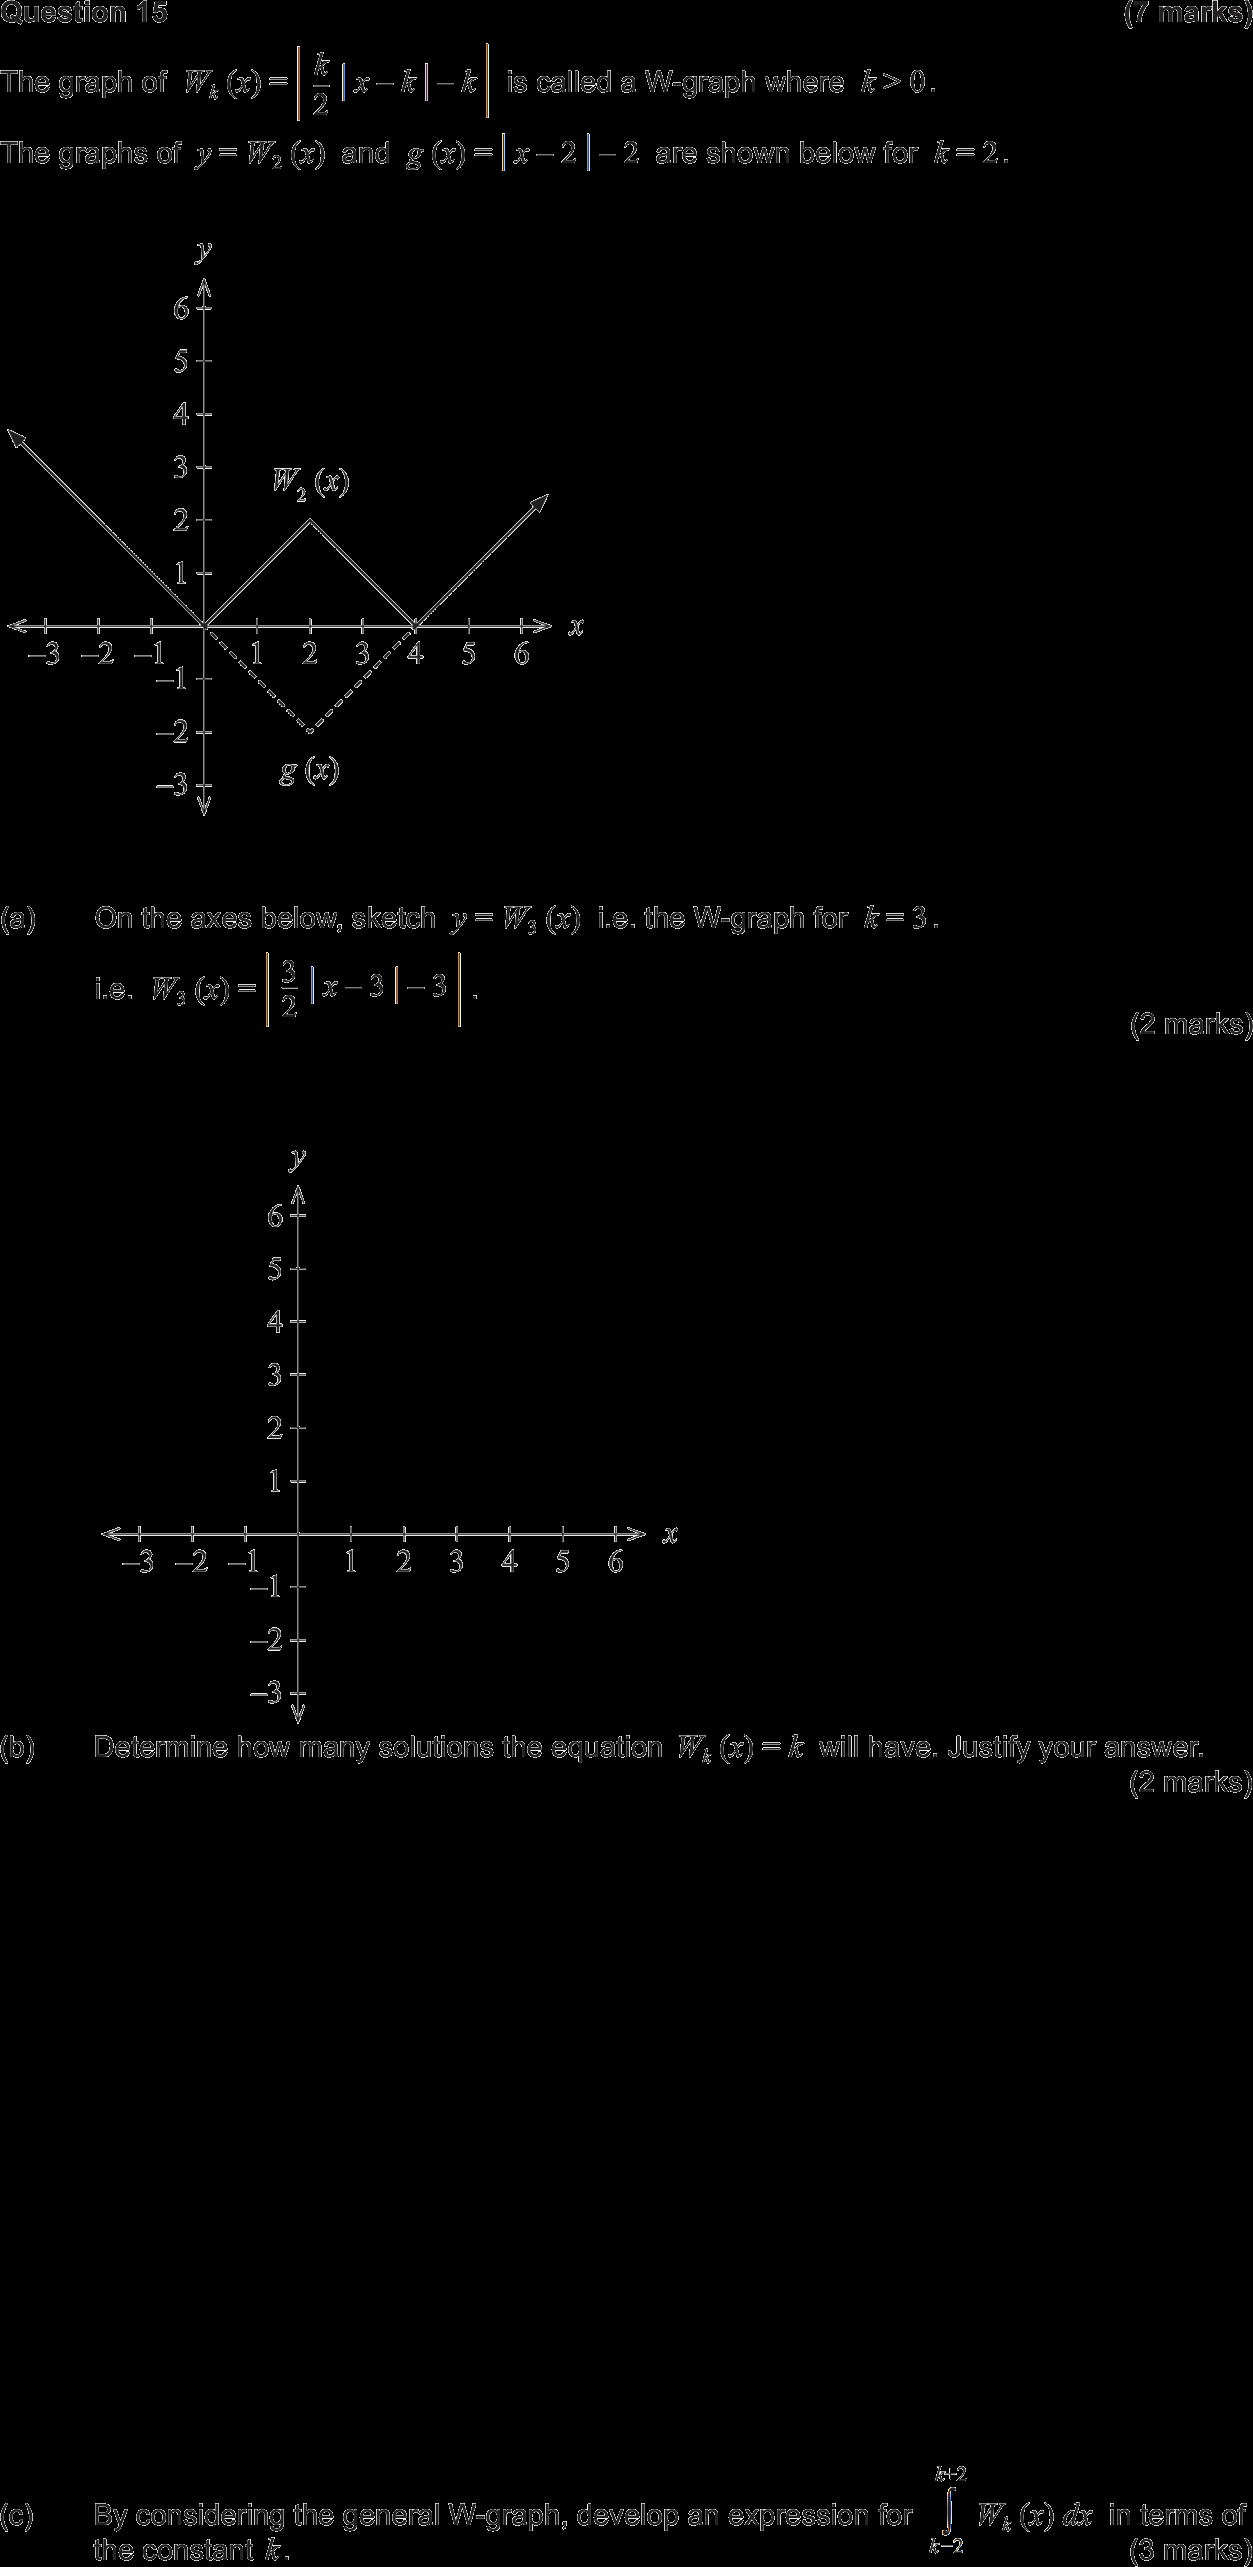 Question 15 (7 marks)
The graph of W_k (x) = | k/2 | x – k | – k | is called a W-graph where k > 0.
The graphs of y = W_2 (x) and g (x) = | x – 2 | – 2 are shown below for k = 2.
y
6
5
4
3
W_2 (x)
2
1
x
–3 –2 –1 1 2 3 4 5 6
–1
–2
g (x)
–3
(a) On the axes below, sketch y = W_3 (x) i.e. the W-graph for k = 3.
i.e. W_3 (x) = | 3/2 | x – 3 | – 3 | .
(2 marks)
y
6
5
4
3
2
1
x
–3 –2 –1 1 2 3 4 5 6
–1
–2
–3
(b) Determine how many solutions the equation W_k (x) = k will have. Justify your answer.
(2 marks)
(c) By considering the general W-graph, develop an expression for ∫_{k–2}^{k+2} W_k (x) dx in terms of
the constant k. (3 marks)